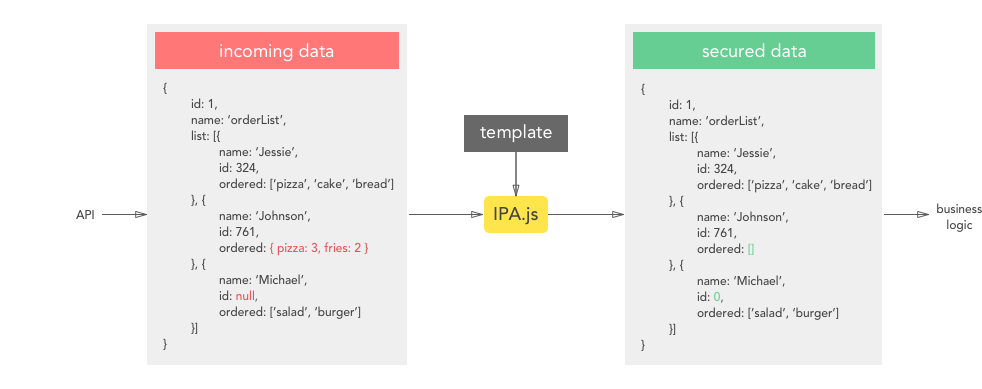 API
incoming data
{
id: 1,
name: ‘orderList’,
list: [{
name: ‘Jessie’,
id: 324,
ordered: [‘pizza’, ‘cake’, ‘bread’]
}, {
name: ‘Johnson’,
id: 761,
ordered: { pizza: 3, fries: 2 }
}, {
name: ‘Michael’,
id: null,
ordered: [‘salad’, ‘burger’]
}]
}
template
IPA.js
secured data
{
id: 1,
name: ‘orderList’,
list: [{
name: ‘Jessie’,
id: 324,
ordered: [‘pizza’, ‘cake’, ‘bread’]
}, {
name: ‘Johnson’,
id: 761,
ordered: []
}, {
name: ‘Michael’,
id: 0,
ordered: [‘salad’, ‘burger’]
}]
}
business
logic